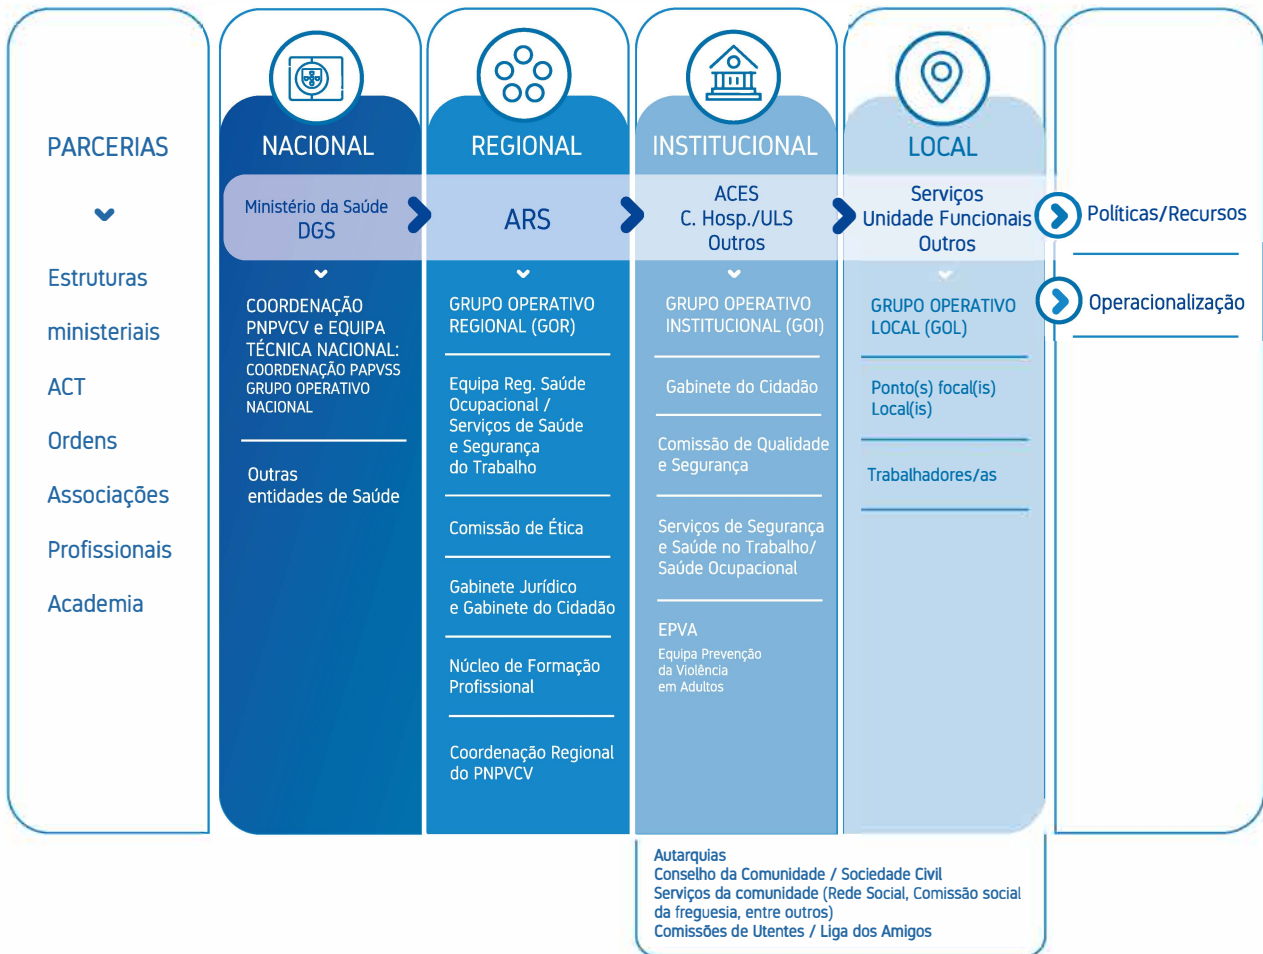 PARCERIAS
Estruturas
ministeriais
ACT
Ordens
Associações
Profissionais
Academia
NACIONAL
Ministério da Saúde
DGS
COORDENAÇÃO
PNPVCV e EQUIPA
TÉCNICA NACIONAL:
COORDENAÇÃO PAPVSS
GRUPO OPERATIVO
NACIONAL
Outras
entidades de Saúde
REGIONAL
ARS
GRUPO OPERATIVO
REGIONAL (GOR)
Equipa Reg. Saúde
Ocupacional /
Serviços de Saúde
e Segurança
do Trabalho
Comissão de Ética
Gabinete Jurídico
e Gabinete do Cidadão
Núcleo de Formação
Profissional
Coordenação Regional
do PNPVCV
INSTITUCIONAL
ACES
C. Hosp./ULS
Outros
GRUPO OPERATIVO
INSTITUCIONAL (GOI)
Gabinete do Cidadão
Comissão de Qualidade
e Segurança
Serviços de Segurança
e Saúde no Trabalho/
Saúde Ocupacional
EPVA
Equipa Prevenção
da Violência
em Adultos
LOCAL
Serviços
Unidade Funcionais
Outros
GRUPO OPERATIVO
LOCAL (GOL)
Ponto(s) focal(is)
Local(is)
Trabalhadores/as
Políticas/Recursos
Operacionalização
Autarquias
Conselho da Comunidade / Sociedade Civil
Serviços da comunidade (Rede Social, Comissão social
da freguesia, entre outros)
Comissões de Utentes / Liga dos Amigos